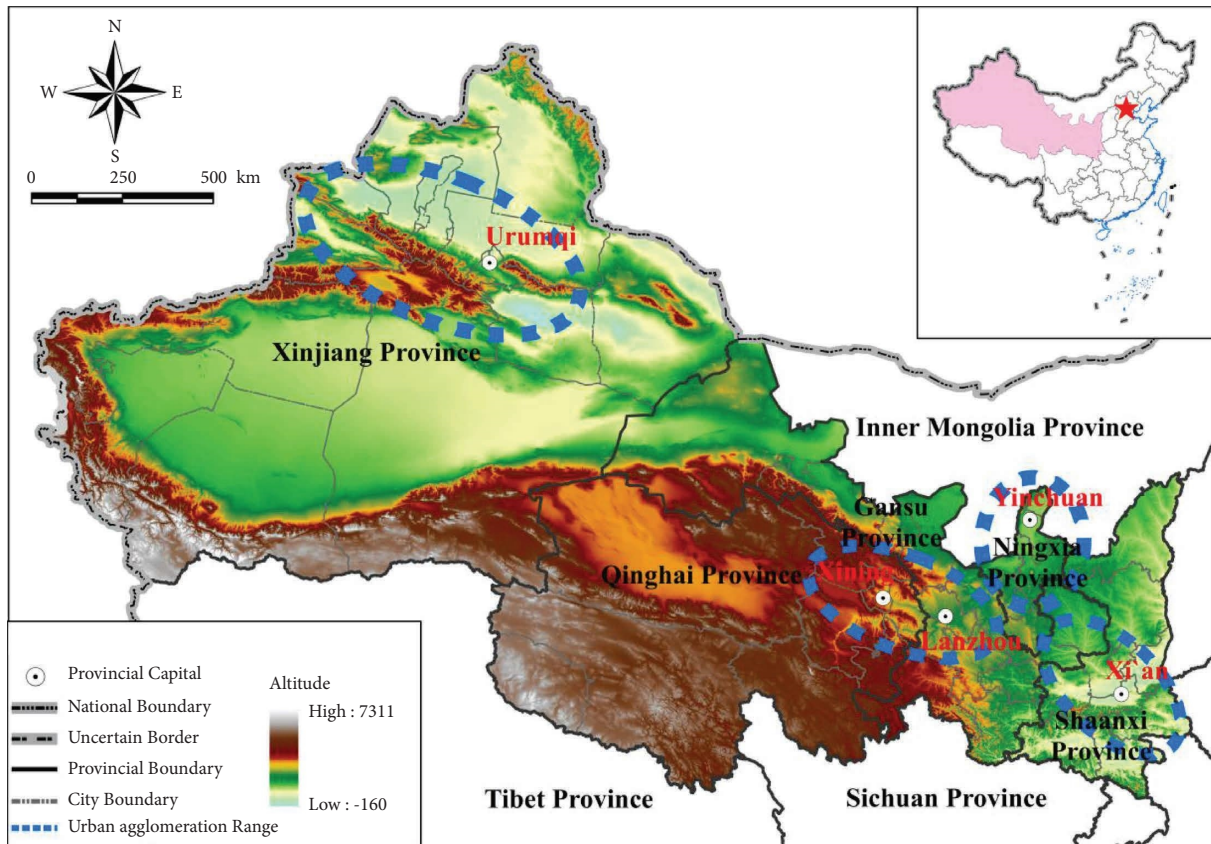 N
W
E
S
0
250
500
km
Urumqi
Xinjiang Province
Inner Mongolia Province
Yinchuan
Gansu
Province
Ningxia
Province
Qinghai Province
Xining
Lanzhou
Xi`an
Shaanxi
Province
Tibet Province
Sichuan Province
Provincial Capital
National Boundary
Uncertain Border
Provincial Boundary
City Boundary
Urban agglomeration Range
Altitude
High : 7311
Low : -160